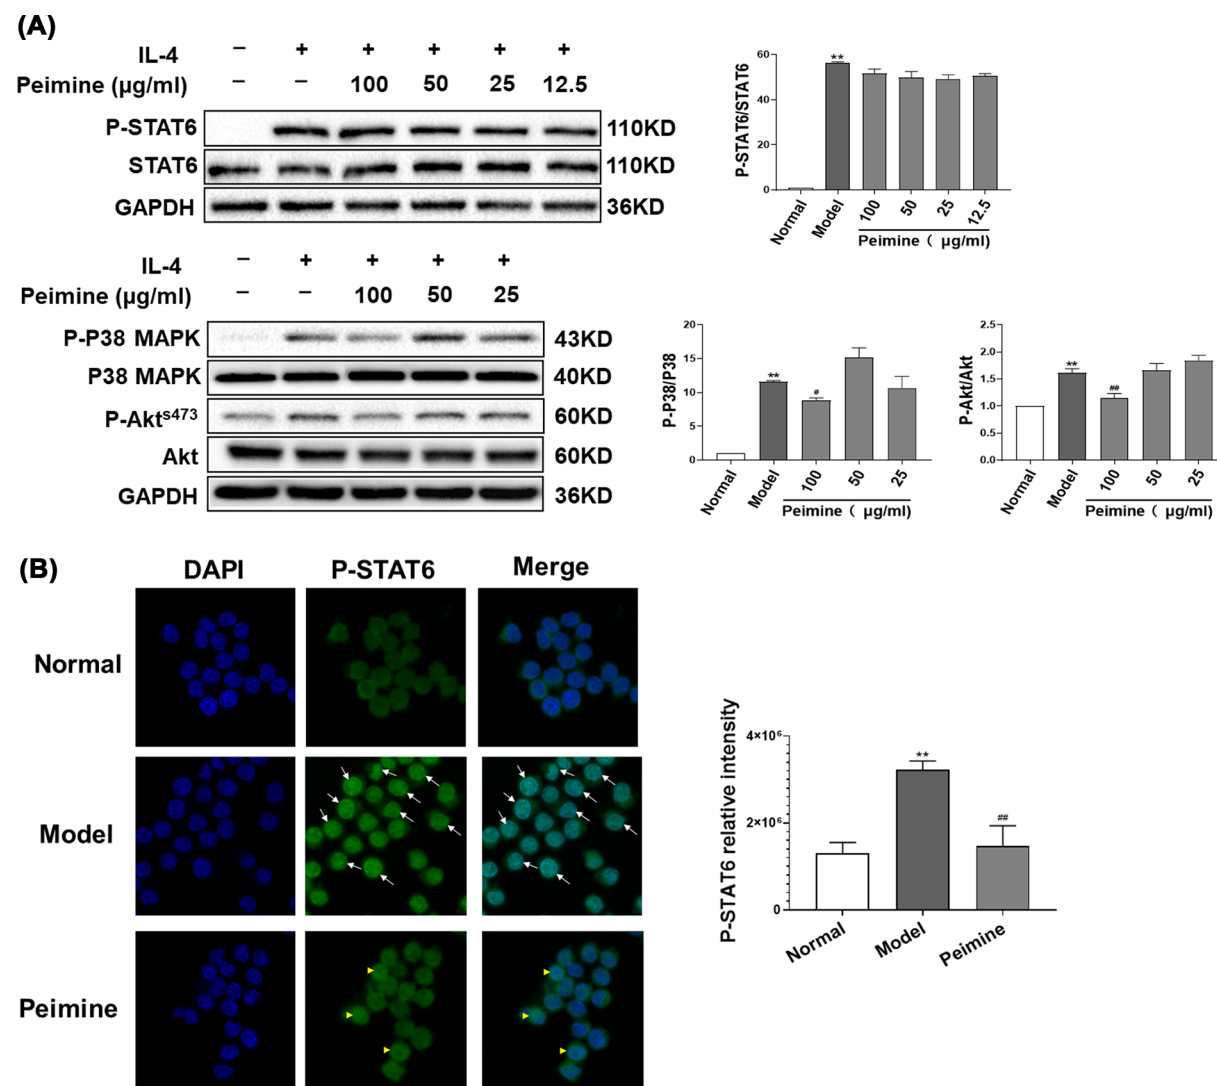 (A)
IL-4 − + + + + +
Peimine (µg/ml) − − 100 50 25 12.5
P-STAT6 110KD
STAT6 110KD
GAPDH 36KD
P-STAT6/STAT6
60
40
20
0
**
Normal Model 100 50 25 12.5
Peimine ( µg/ml)
IL-4 − + + + +
Peimine (µg/ml) − − 100 50 25
P-P38 MAPK 43KD
P38 MAPK 40KD
P-Akts473 60KD
Akt 60KD
GAPDH 36KD
P-P38/P38
20
15
10
5
0
**
#
Normal Model 100 50 25
Peimine ( µg/ml)
P-Akt/Akt
2.5
2.0
1.5
1.0
0.5
0.0
**
##
Normal Model 100 50 25
Peimine ( µg/ml)
(B)
DAPI P-STAT6 Merge
Normal
Model
Peimine
P-STAT6 relative intensity
4×10⁶
2×10⁶
0
**
##
Normal Model Peimine